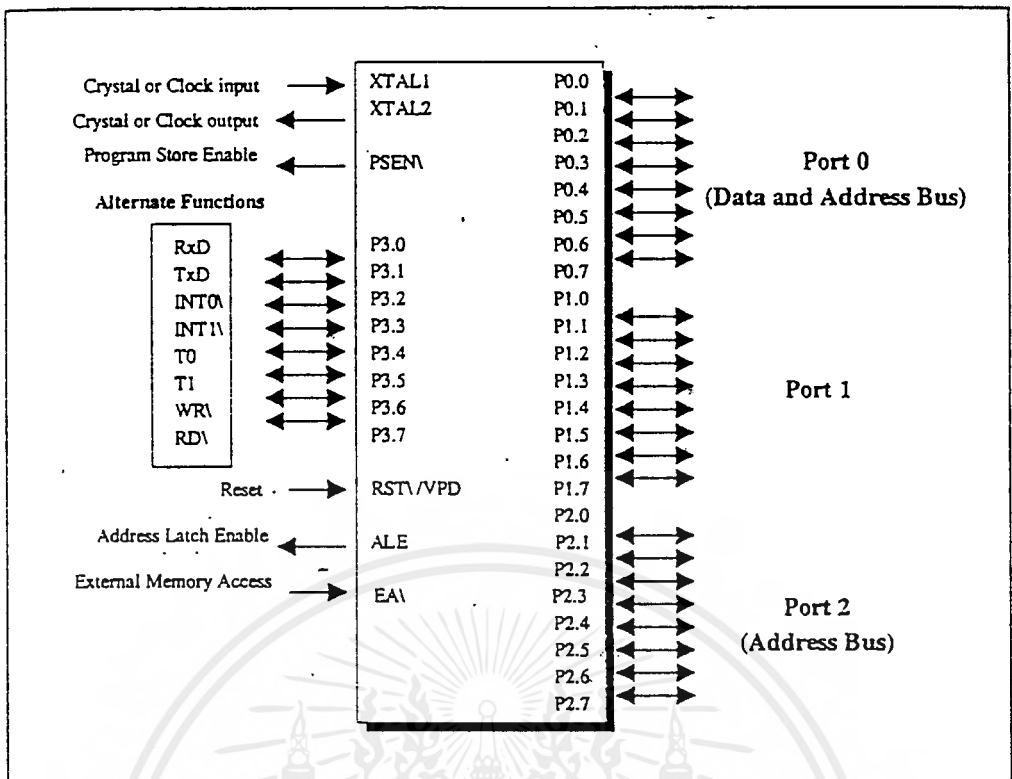 Crystal or Clock input
Crystal or Clock output
Program Store Enable
Alternate Functions
RxD
TxD
INT0\
INT1\
T0
T1
WR\
RD\
Reset
Address Latch Enable
External Memory Access
XTAL1
XTAL2
PSEN\
P3.0
P3.1
P3.2
P3.3
P3.4
P3.5
P3.6
P3.7
RST\/VPD
ALE
EA\
P0.0
P0.1
P0.2
P0.3
P0.4
P0.5
P0.6
P0.7
P1.0
P1.1
P1.2
P1.3
P1.4
P1.5
P1.6
P1.7
P2.0
P2.1
P2.2
P2.3
P2.4
P2.5
P2.6
P2.7
Port 0
(Data and Address Bus)
Port 1
Port 2
(Address Bus)